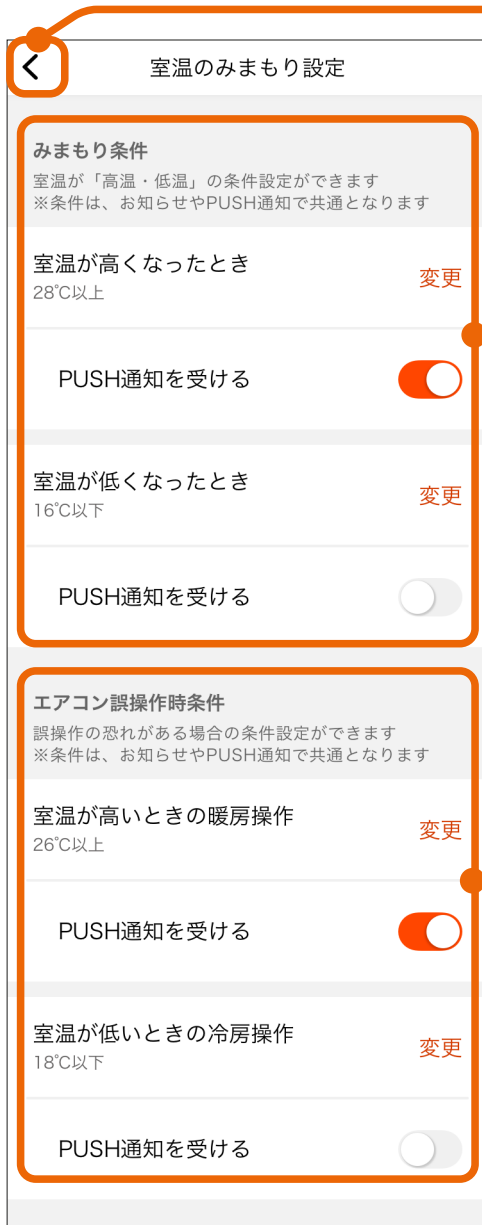 室温のみまもり設定
みまもり条件
室温が「高温・低温」の条件設定ができます
※条件は、お知らせやPUSH通知で共通となります
室温が高くなったとき
変更
28℃以上
PUSH通知を受ける
室温が低くなったとき
変更
16℃以下
PUSH通知を受ける
エアコン誤操作時条件
誤操作の恐れがある場合の条件設定ができます
※条件は、お知らせやPUSH通知で共通となります
室温が高いときの暖房操作
変更
26℃以上
PUSH通知を受ける
室温が低いときの冷房操作
変更
18℃以下
PUSH通知を受ける